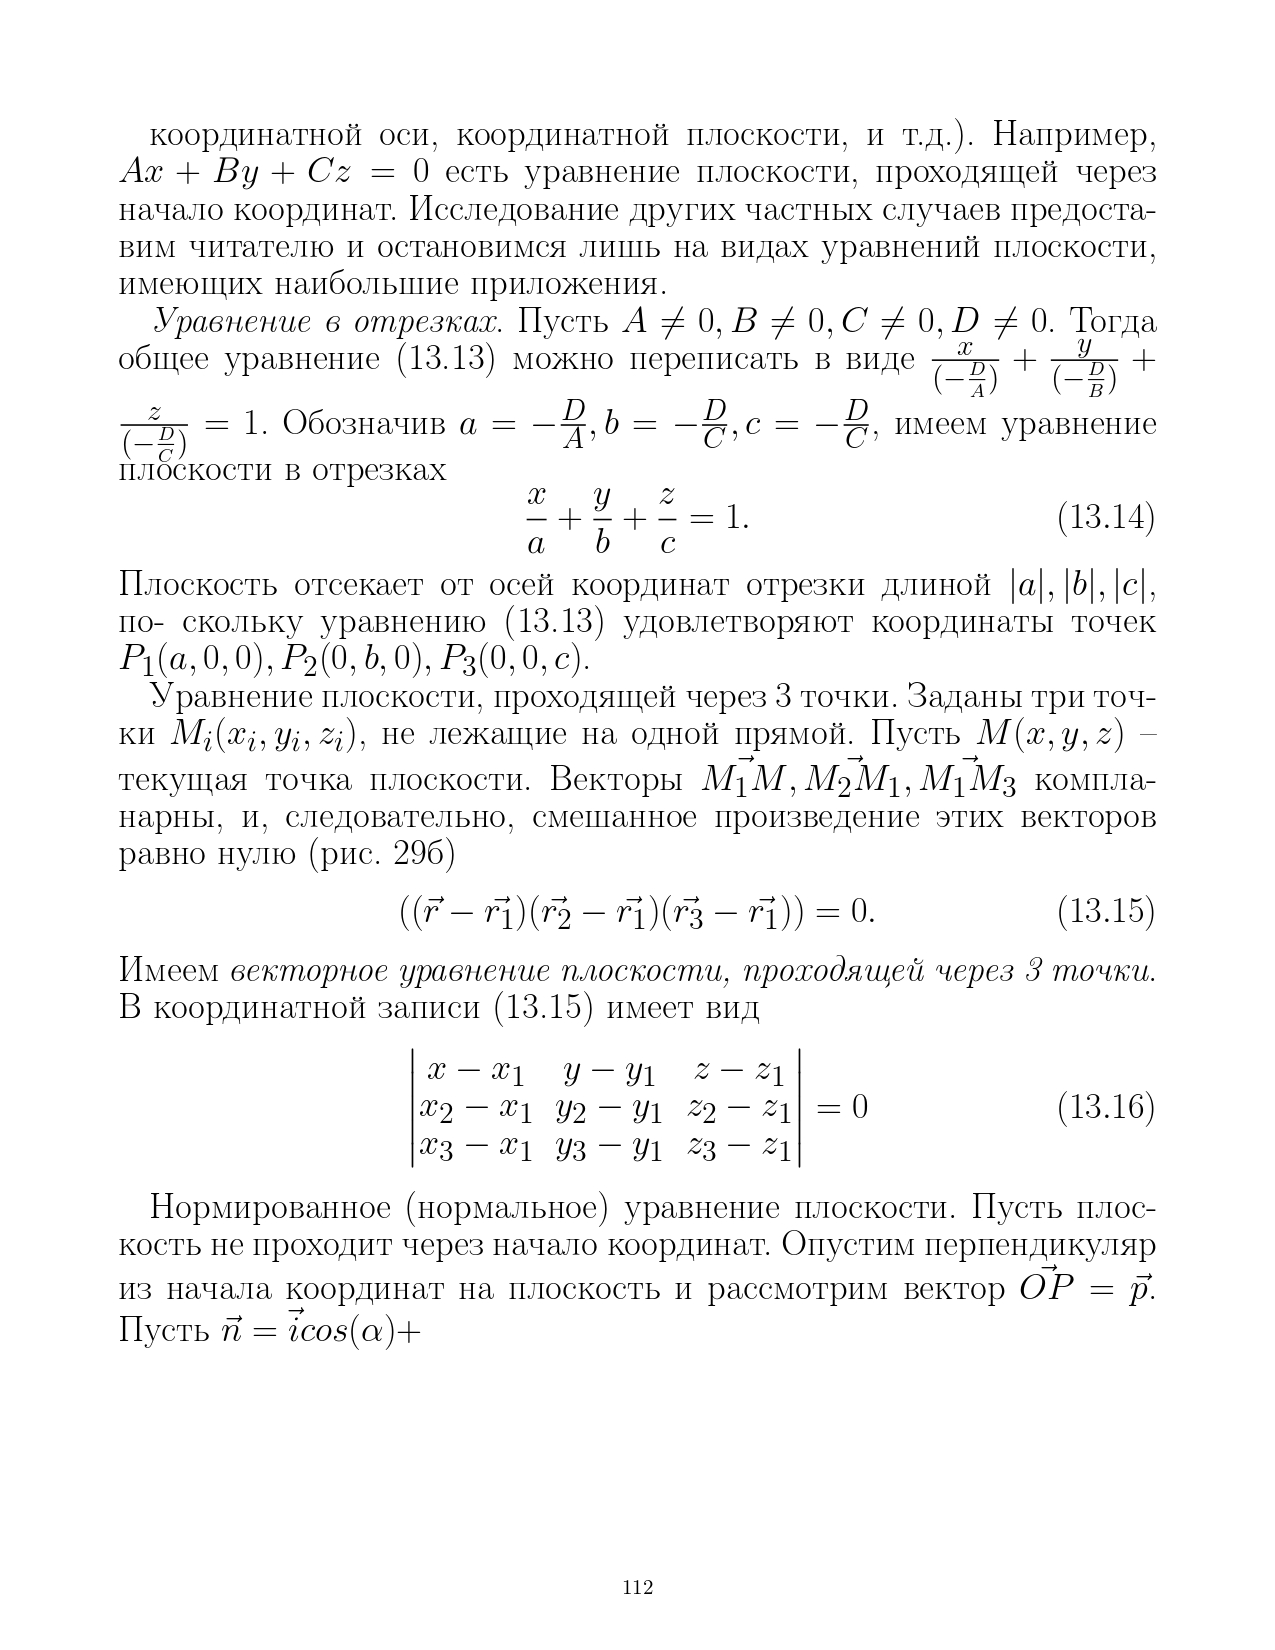 координатной оси, координатной плоскости, и т.д.). Например,
$Ax + By + Cz = 0$ есть уравнение плоскости, проходящей через
начало координат. Исследование других частных случаев предоста-
вим читателю и остановимся лишь на видах уравнений плоскости,
имеющих наибольшие приложения.
Уравнение в отрезках. Пусть $A \neq 0, B \neq 0, C \neq 0, D \neq 0$. Тогда
общее уравнение (13.13) можно переписать в виде $\frac{x}{(-\frac{D}{A})} + \frac{y}{(-\frac{D}{B})} +$
$\frac{z}{(-\frac{D}{C})} = 1$. Обозначив $a = -\frac{D}{A}, b = -\frac{D}{C}, c = -\frac{D}{C}$, имеем уравнение
плоскости в отрезках
$\frac{x}{a} + \frac{y}{b} + \frac{z}{c} = 1.$ (13.14)
Плоскость отсекает от осей координат отрезки длиной $|a|, |b|, |c|$,
по- скольку уравнению (13.13) удовлетворяют координаты точек
$P_1(a, 0, 0), P_2(0, b, 0), P_3(0, 0, c)$.
Уравнение плоскости, проходящей через 3 точки. Заданы три точ-
ки $M_i(x_i, y_i, z_i)$, не лежащие на одной прямой. Пусть $M(x, y, z)$ –
текущая точка плоскости. Векторы $\vec{M_1M}, \vec{M_2M_1}, \vec{M_1M_3}$ компла-
нарны, и, следовательно, смешанное произведение этих векторов
равно нулю (рис. 29б)
$((\vec{r} - \vec{r_1})(\vec{r_2} - \vec{r_1})(\vec{r_3} - \vec{r_1})) = 0.$ (13.15)
Имеем векторное уравнение плоскости, проходящей через 3 точки.
В координатной записи (13.15) имеет вид
$\begin{vmatrix} x - x_1 & y - y_1 & z - z_1 \\ x_2 - x_1 & y_2 - y_1 & z_2 - z_1 \\ x_3 - x_1 & y_3 - y_1 & z_3 - z_1 \end{vmatrix} = 0$ (13.16)
Нормированное (нормальное) уравнение плоскости. Пусть плос-
кость не проходит через начало координат. Опустим перпендикуляр
из начала координат на плоскость и рассмотрим вектор $\vec{OP} = \vec{p}$.
Пусть $\vec{n} = \vec{i}cos(\alpha)+$
112